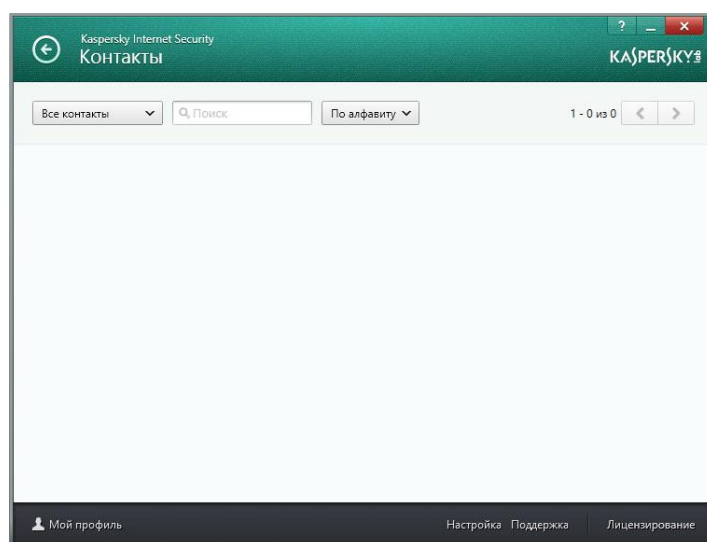 Kaspersky Internet Security
Контакты
? _ ×
KASPERSKY lab
Все контакты
Поиск
По алфавиту
1 - 0 из 0
Мой профиль
Настройка
Поддержка
Лицензирование